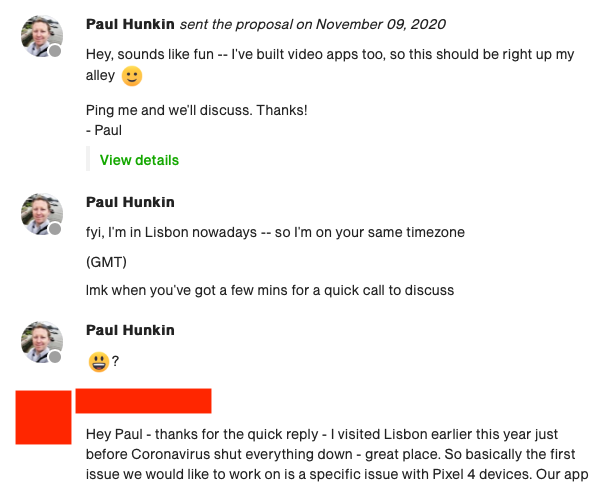 Paul Hunkin sent the proposal on November 09, 2020
Hey, sounds like fun -- I've built video apps too, so this should be right up my
alley 🙂
Ping me and we'll discuss. Thanks!
- Paul
View details
Paul Hunkin
fyi, I'm in Lisbon nowadays -- so I'm on your same timezone
(GMT)
lmk when you've got a few mins for a quick call to discuss
Paul Hunkin
😃?
Hey Paul - thanks for the quick reply - I visited Lisbon earlier this year just
before Coronavirus shut everything down - great place. So basically the first
issue we would like to work on is a specific issue with Pixel 4 devices. Our app